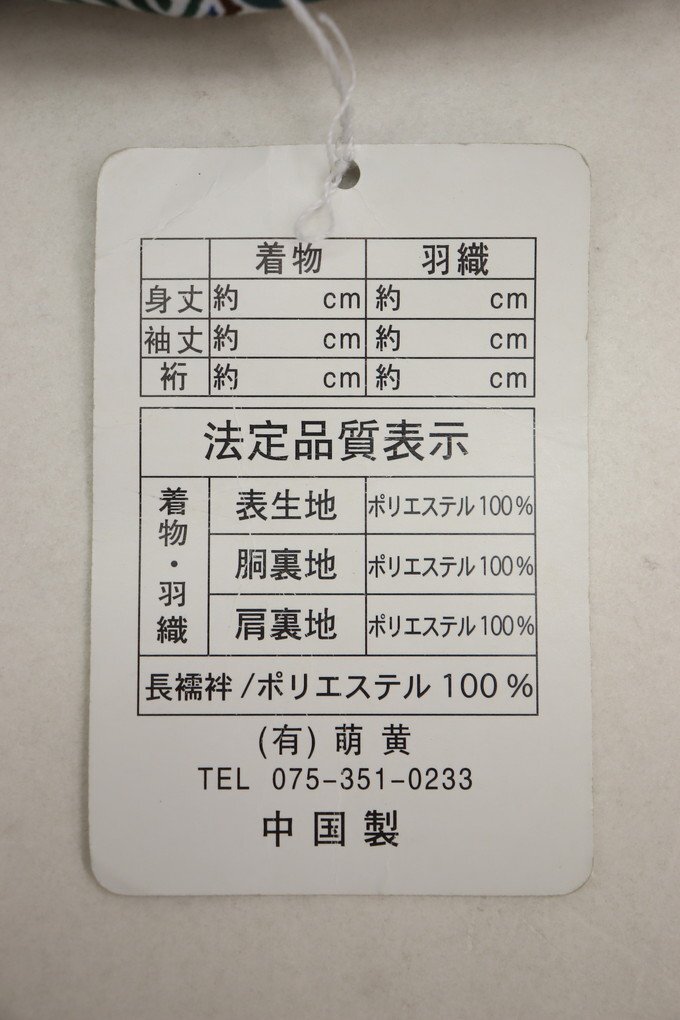 着物 羽織
身丈 約 cm 約 cm
袖丈 約 cm 約 cm
裄 約 cm 約 cm
法定品質表示
着物・羽織
表生地 ポリエステル100%
胴裏地 ポリエステル100%
肩裏地 ポリエステル100%
長襦袢/ポリエステル100%
(有)萌黄
TEL 075-351-0233
中国製